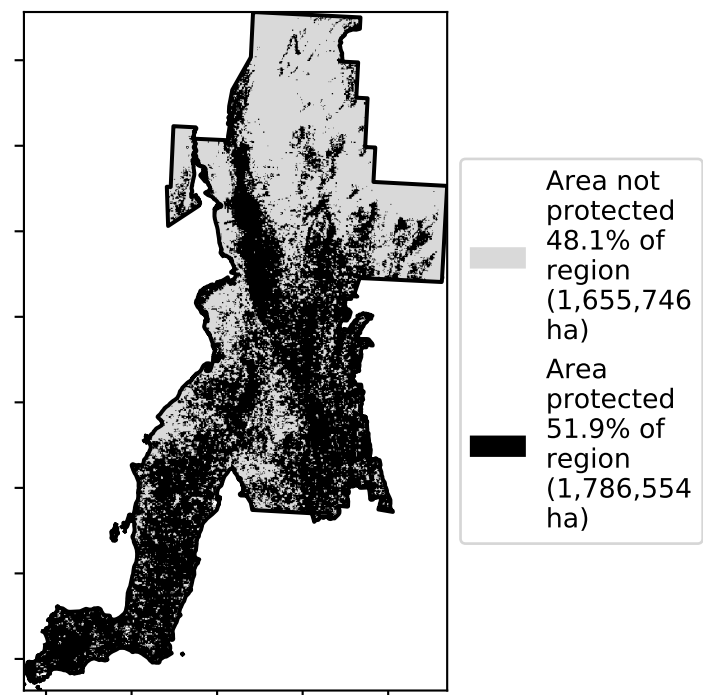 Area not
protected
48.1% of
region
(1,655,746
ha)
Area
protected
51.9% of
region
(1,786,554
ha)